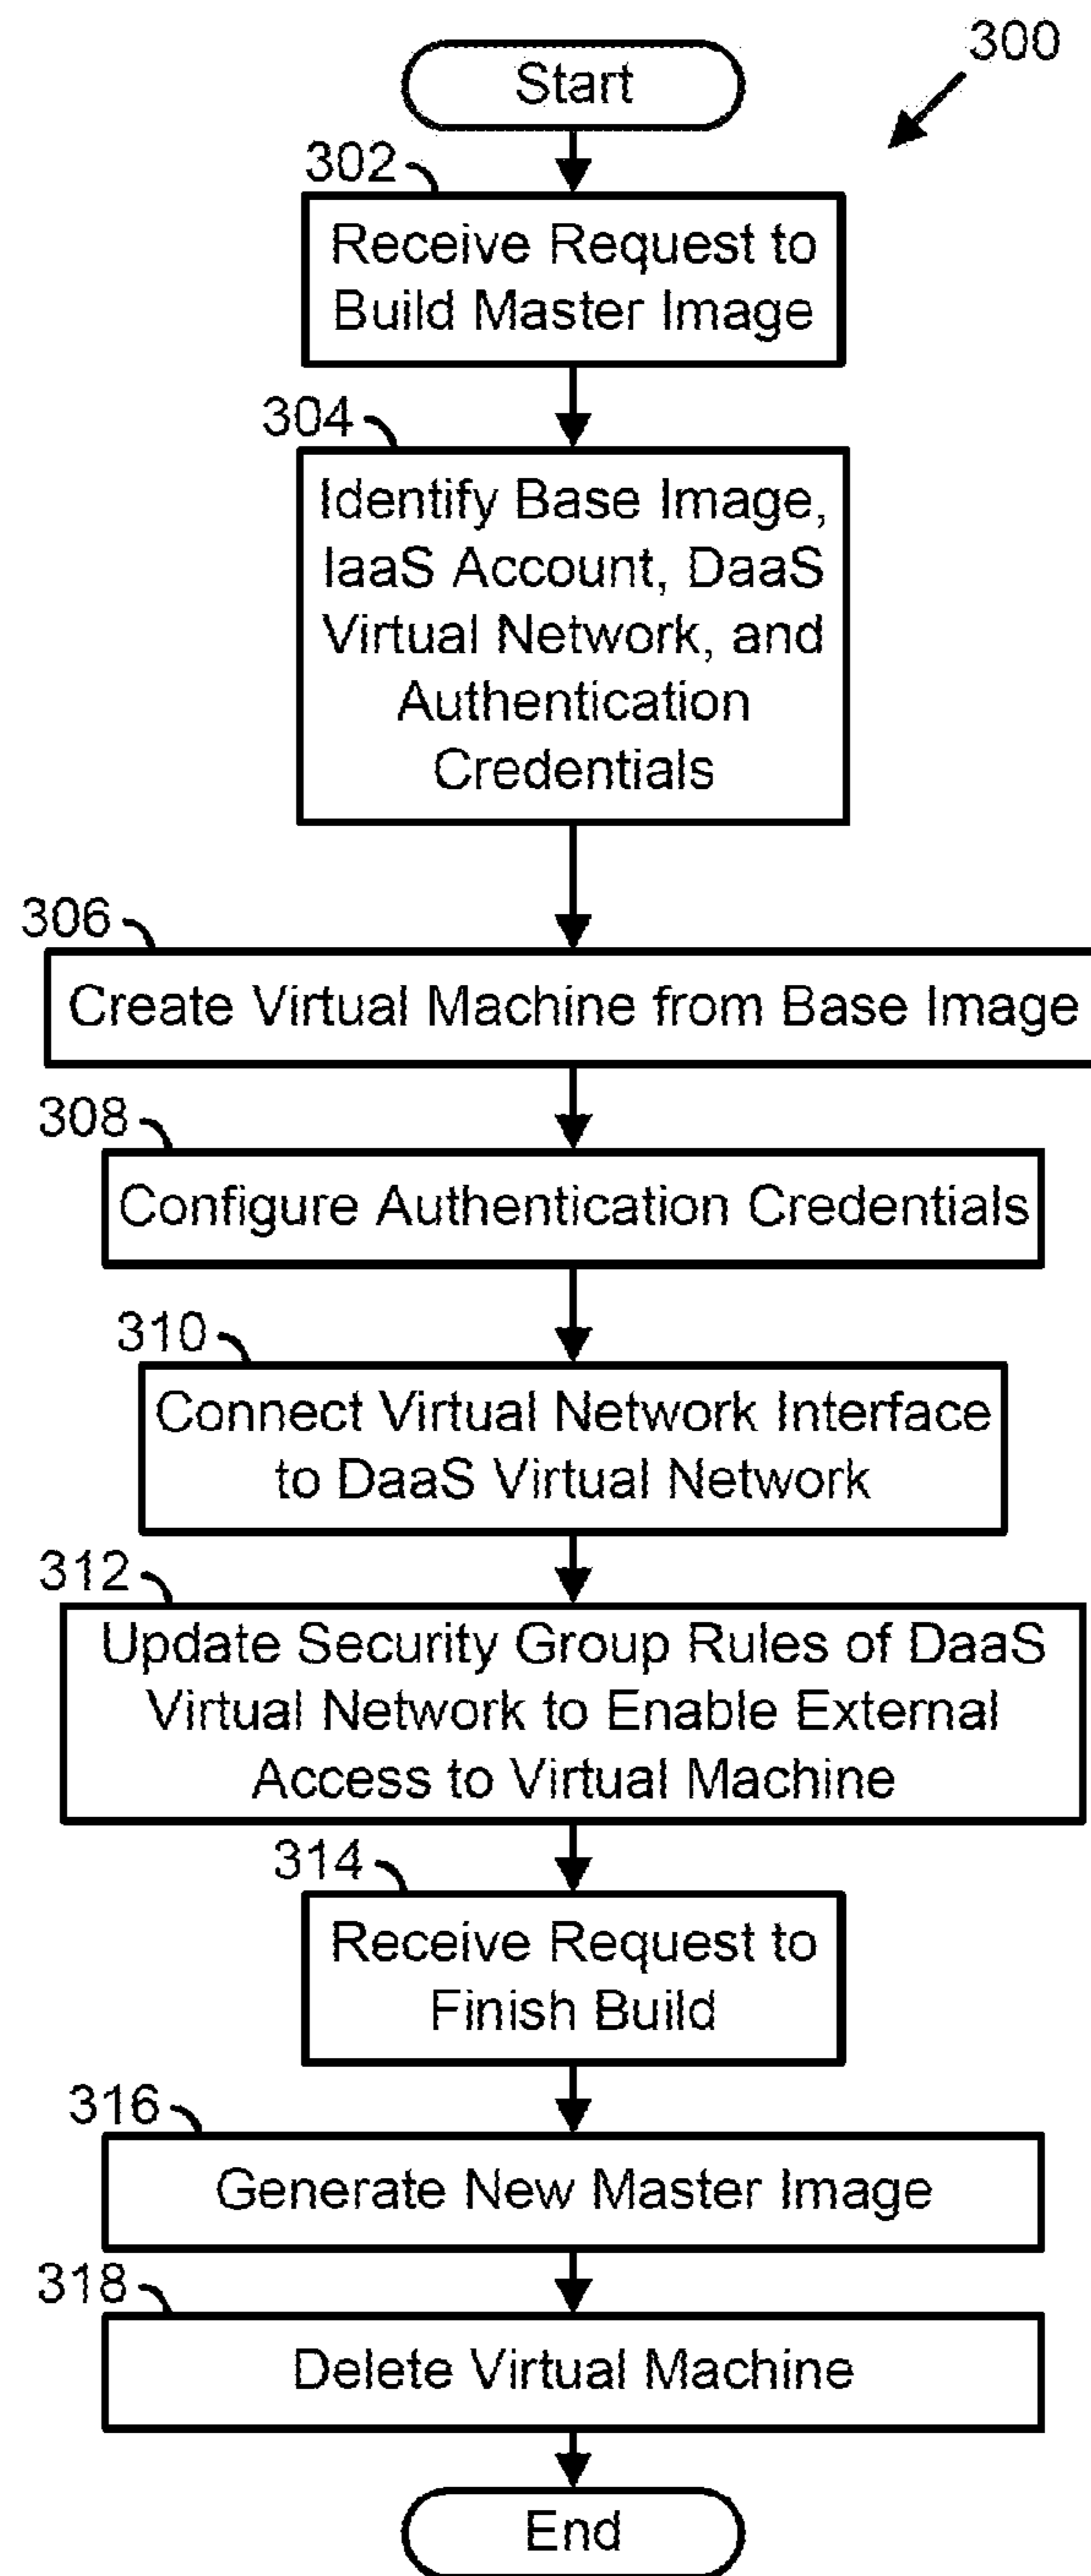 300
Start
302
Receive Request to
Build Master Image
304
Identify Base Image,
IaaS Account, DaaS
Virtual Network, and
Authentication
Credentials
306
Create Virtual Machine from Base Image
308
Configure Authentication Credentials
310
Connect Virtual Network Interface
to DaaS Virtual Network
312
Update Security Group Rules of DaaS
Virtual Network to Enable External
Access to Virtual Machine
314
Receive Request to
Finish Build
316
Generate New Master Image
318
Delete Virtual Machine
End